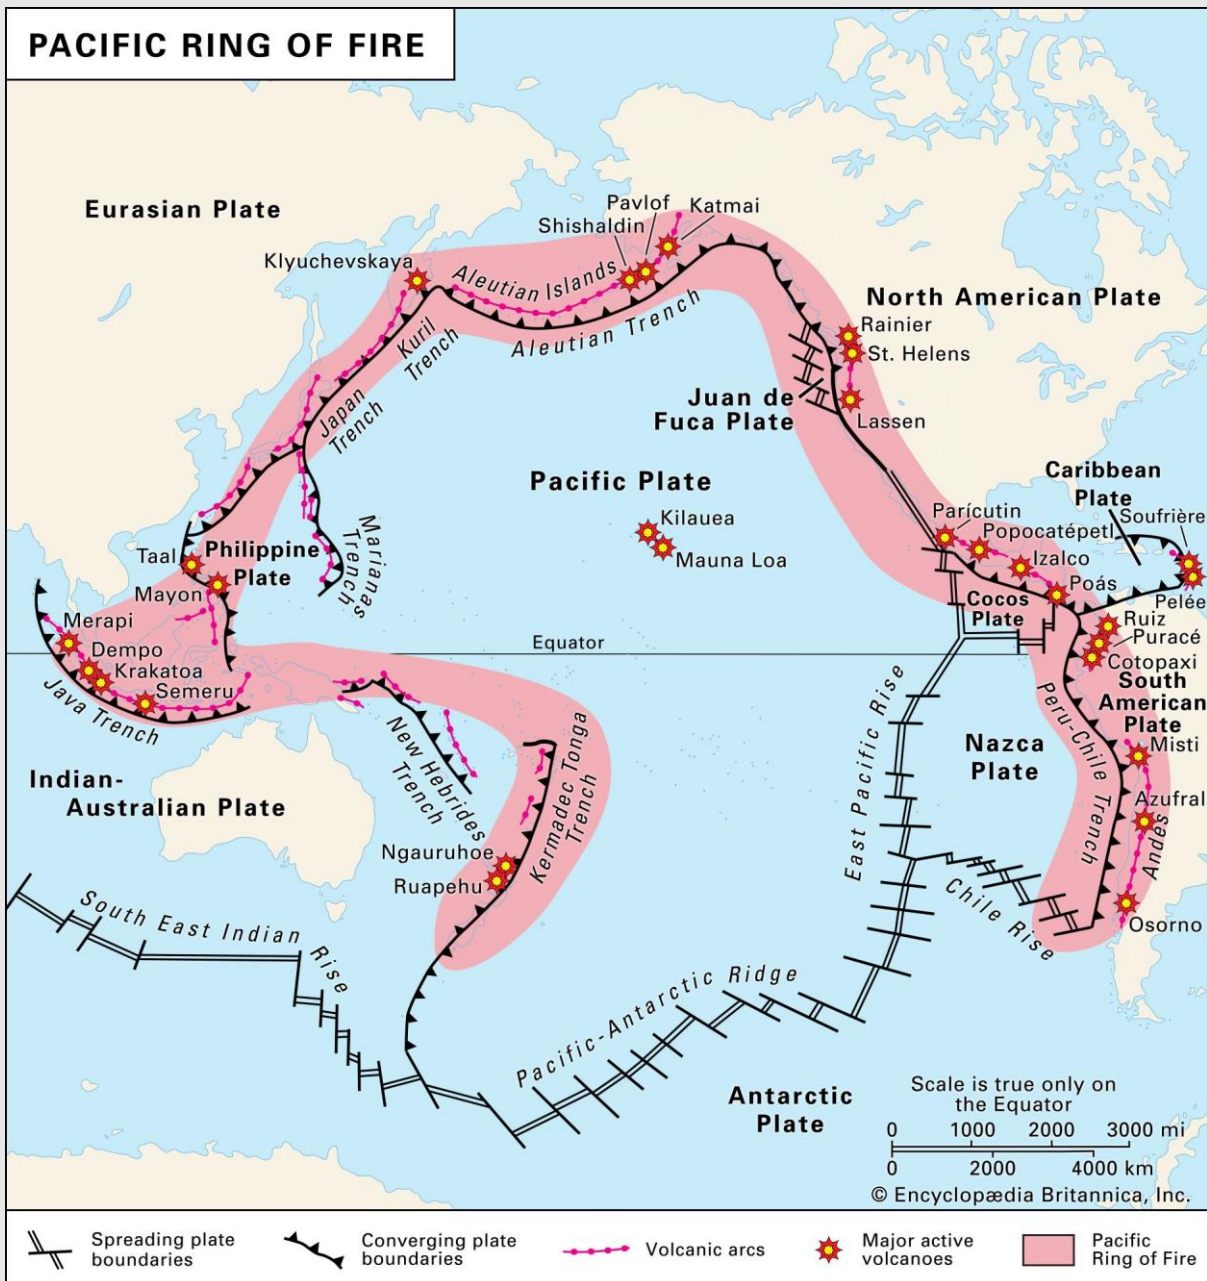 PACIFIC RING OF FIRE
Eurasian Plate
Pavlof
Katmai
Shishaldin
Klyuchevskaya
Aleutian Islands
North American Plate
Kuril
Trench
Aleutian Trench
Rainier
St. Helens
Juan de
Fuca Plate
Lassen
Japan
Trench
Pacific Plate
Caribbean
Plate
Soufrière
Kilauea
Mauna Loa
Parícutin
Popocatépetl
Izalco
Poás
Pelée
Marianas
Trench
Taal
Philippine
Plate
Mayon
Cocos
Plate
Ruiz
Puracé
Cotopaxi
Merapi
Dempo
Krakatoa
Semeru
Java Trench
Equator
South
American
Plate
Misti
Peru-Chile Trench
East Pacific Rise
Nazca
Plate
New Hebrides
Trench
Kermadec Tonga
Trench
Indian-
Australian Plate
Azufral
Andes
Ngauruhoe
Ruapehu
Osorno
Chile Rise
South East Indian Rise
Pacific-Antarctic Ridge
Antarctic
Plate
Scale is true only on
the Equator
0 1000 2000 3000 mi
0 2000 4000 km
© Encyclopædia Britannica, Inc.
Spreading plate
boundaries
Converging plate
boundaries
Volcanic arcs
Major active
volcanoes
Pacific
Ring of Fire